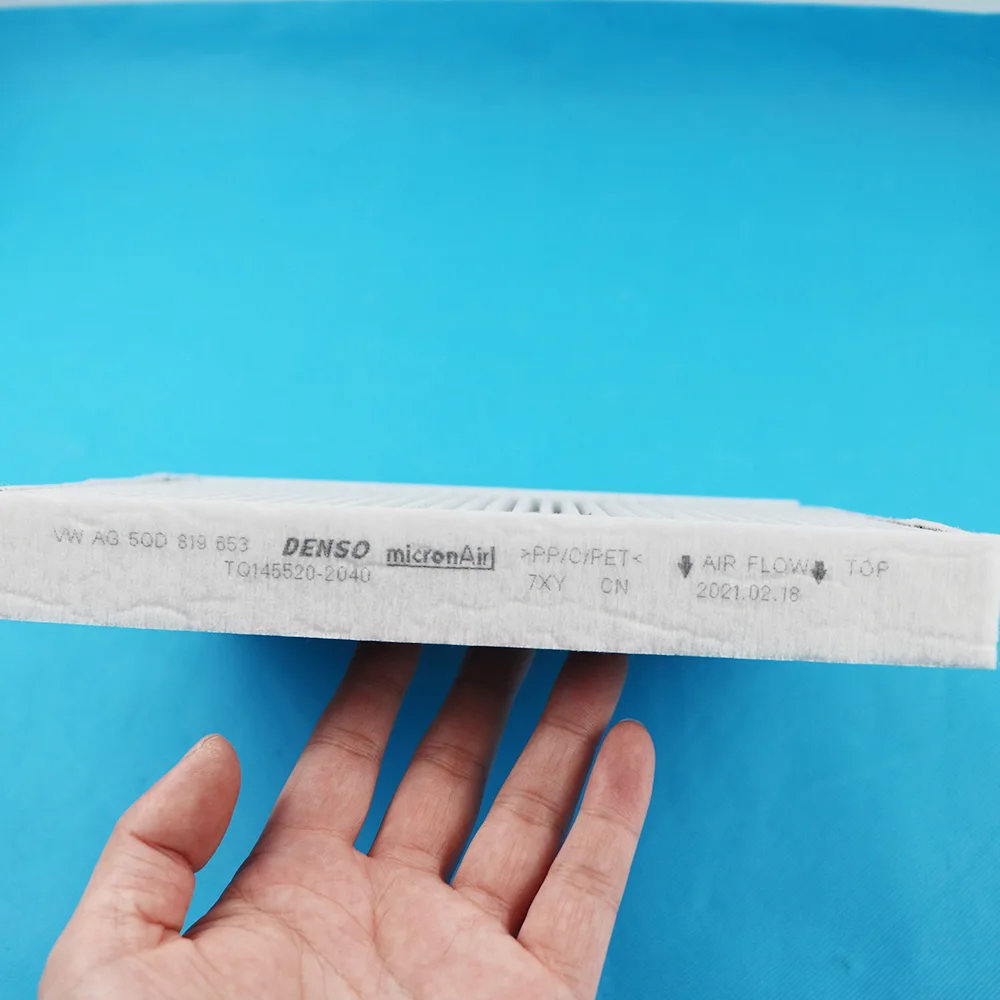 VW AG 5QD 819 653 DENSO micronAir >PP/C/PET< ⬇ AIR FLOW ⬇ TOP
TQ145520-2040 7XY CN 2021.02.18